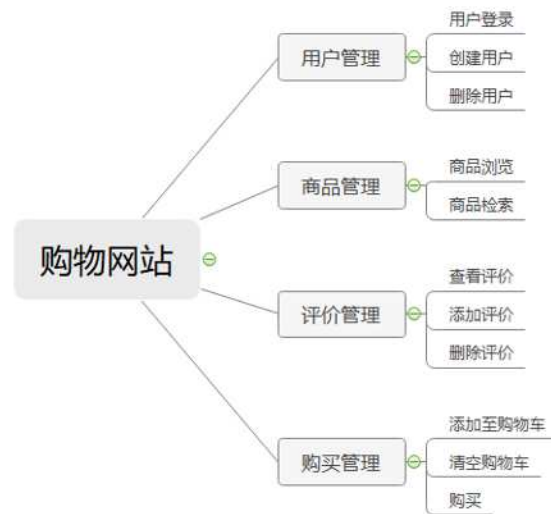 购物网站
用户管理
用户登录
创建用户
删除用户
商品管理
商品浏览
商品检索
评价管理
查看评价
添加评价
删除评价
购买管理
添加至购物车
清空购物车
购买